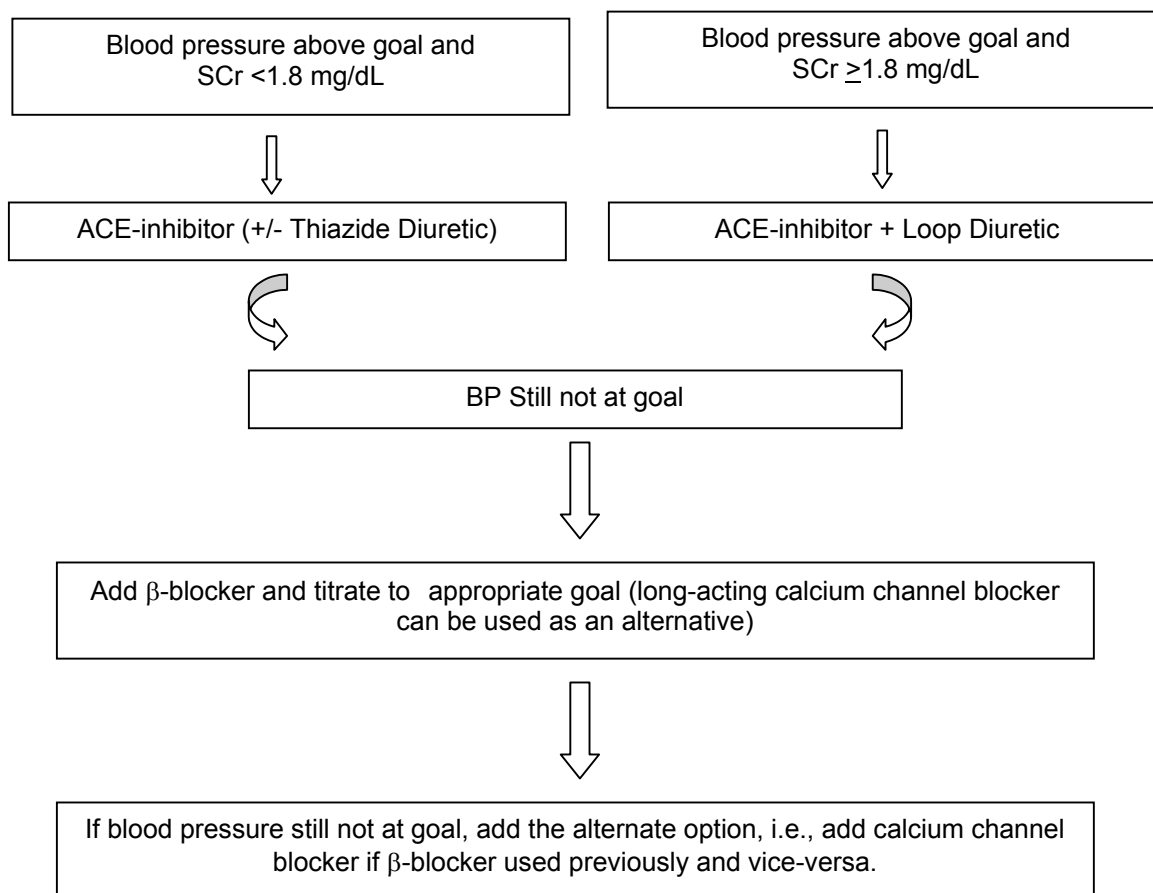 Blood pressure above goal and
SCr <1.8 mg/dL
Blood pressure above goal and
SCr ≥1.8 mg/dL
ACE-inhibitor (+/- Thiazide Diuretic)
ACE-inhibitor + Loop Diuretic
BP Still not at goal
Add β-blocker and titrate to appropriate goal (long-acting calcium channel blocker
can be used as an alternative)
If blood pressure still not at goal, add the alternate option, i.e., add calcium channel
blocker if β-blocker used previously and vice-versa.